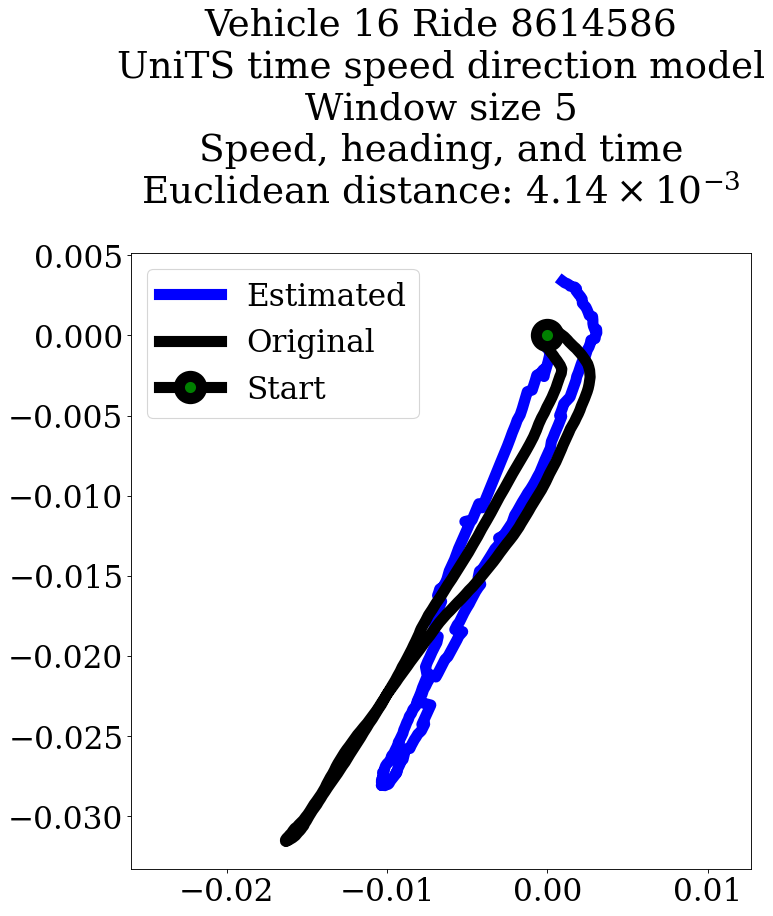 Vehicle 16 Ride 8614586
UniTS time speed direction model
Window size 5
Speed, heading, and time
Euclidean distance: 4.14 × 10⁻³
0.005
0.000
−0.005
−0.010
−0.015
−0.020
−0.025
−0.030
Estimated
Original
Start
−0.02
−0.01
0.00
0.01